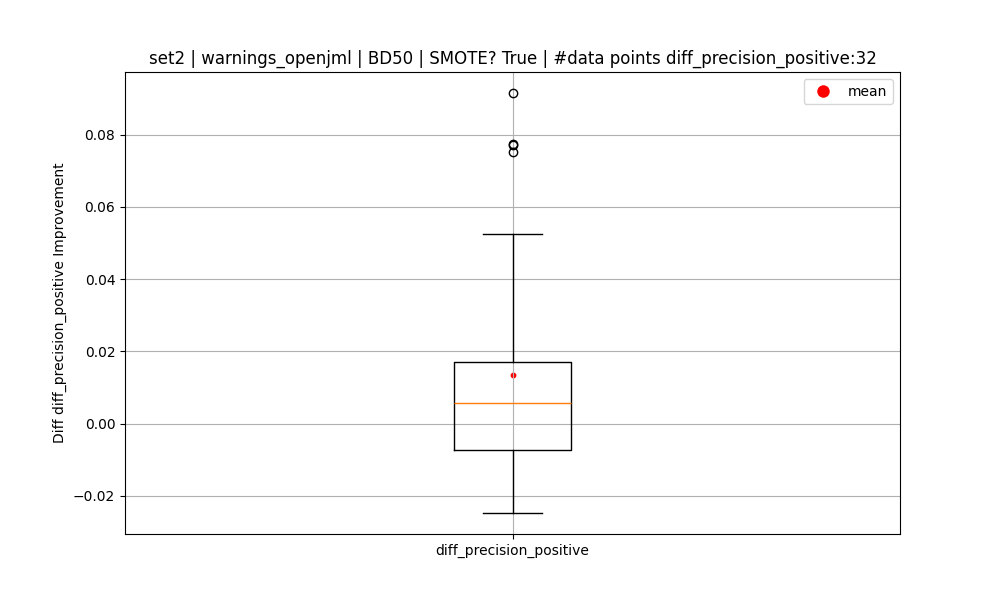 set2 | warnings_openjml | BD50 | SMOTE? True | #data points diff_precision_positive:32
mean
Diff diff_precision_positive Improvement
0.08
0.06
0.04
0.02
0.00
−0.02
diff_precision_positive